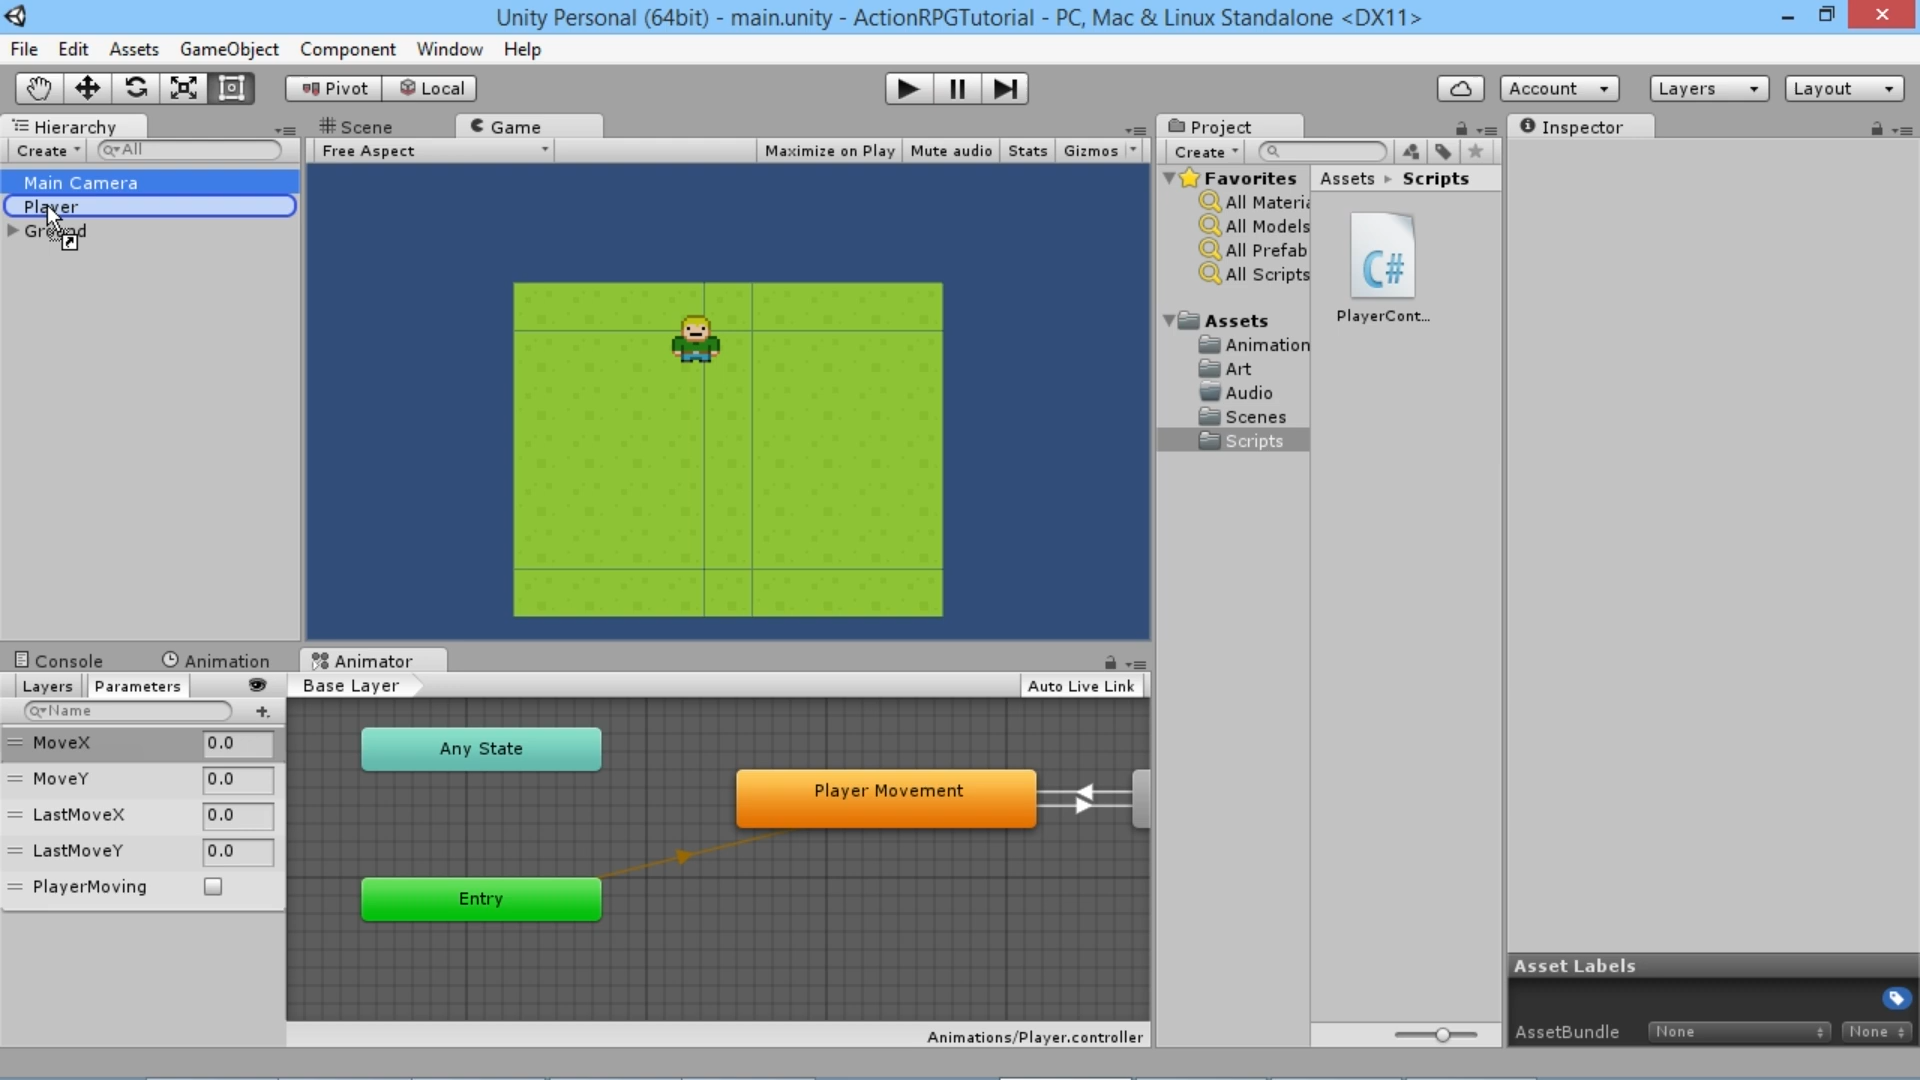 Unity Personal (64bit) - main.unity - ActionRPGTutorial - PC, Mac & Linux Standalone <DX11>
File Edit Assets GameObject Component Window Help
Pivot Local Account Layers Layout
Hierarchy
Create All
Main Camera
Player
Ground
Scene Game
Free Aspect Maximize on Play Mute audio Stats Gizmos
Project
Create
Favorites
All Materia
All Models
All Prefab
All Scripts
Assets
Animation
Art
Audio
Scenes
Scripts
Assets Scripts
C#
PlayerCont...
Inspector
Console Animation Animator
Layers Parameters
Name
MoveX 0.0
MoveY 0.0
LastMoveX 0.0
LastMoveY 0.0
PlayerMoving
Base Layer Auto Live Link
Any State
Player Movement
Entry
Animations/Player.controller
Asset Labels
AssetBundle None None